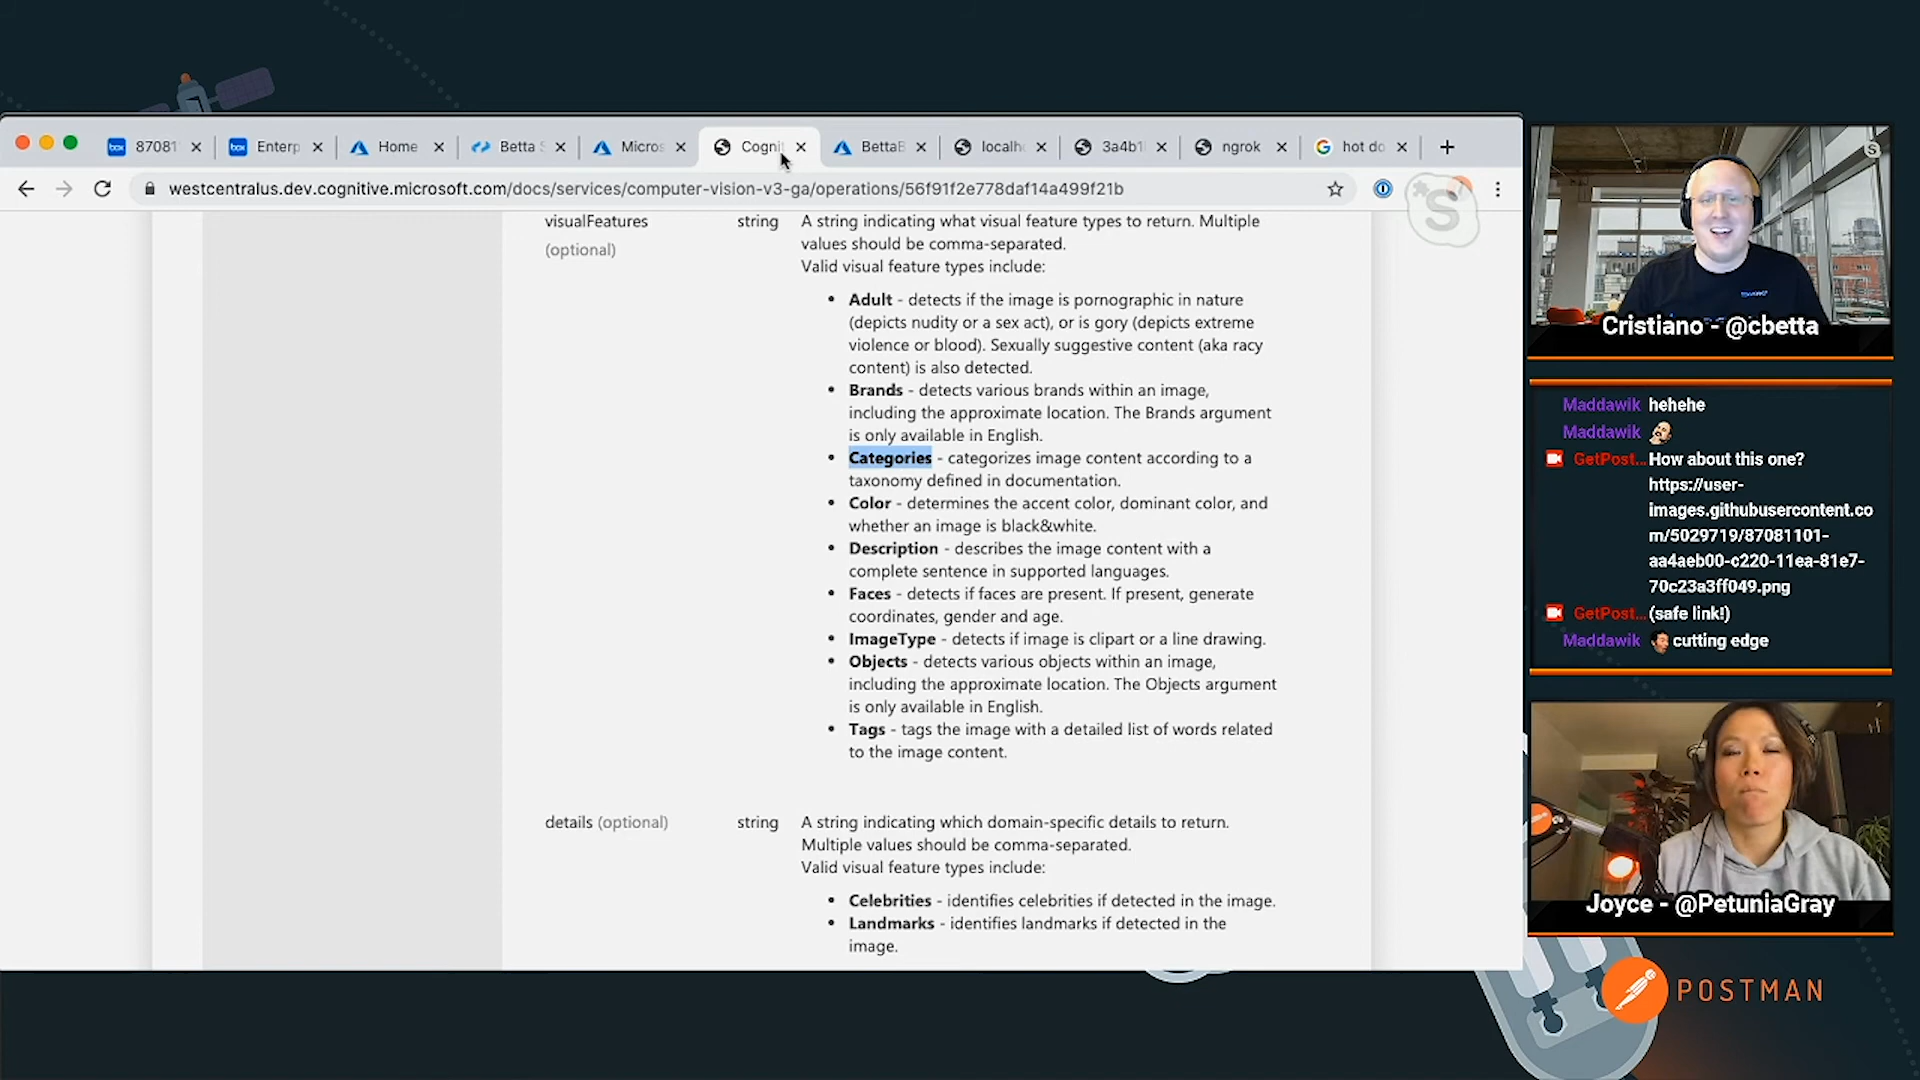 87081
Enterp
Home
Betta S
Micros
Cognit
BettaB
localh
3a4b1
ngrok
hot do
westcentralus.dev.cognitive.microsoft.com/docs/services/computer-vision-v3-ga/operations/56f91f2e778daf14a499f21b
visualFeatures
(optional)
string
A string indicating what visual feature types to return. Multiple
values should be comma-separated.
Valid visual feature types include:
• Adult - detects if the image is pornographic in nature
(depicts nudity or a sex act), or is gory (depicts extreme
violence or blood). Sexually suggestive content (aka racy
content) is also detected.
• Brands - detects various brands within an image,
including the approximate location. The Brands argument
is only available in English.
• Categories - categorizes image content according to a
taxonomy defined in documentation.
• Color - determines the accent color, dominant color, and
whether an image is black&white.
• Description - describes the image content with a
complete sentence in supported languages.
• Faces - detects if faces are present. If present, generate
coordinates, gender and age.
• ImageType - detects if image is clipart or a line drawing.
• Objects - detects various objects within an image,
including the approximate location. The Objects argument
is only available in English.
• Tags - tags the image with a detailed list of words related
to the image content.
details (optional)
string
A string indicating which domain-specific details to return.
Multiple values should be comma-separated.
Valid visual feature types include:
• Celebrities - identifies celebrities if detected in the image.
• Landmarks - identifies landmarks if detected in the
image.
Cristiano - @cbetta
Maddawik hehehe
Maddawik
GetPost... How about this one?
https://user-
images.githubusercontent.co
m/5029719/87081101-
aa4aeb00-c220-11ea-81e7-
70c23a3ff049.png
GetPost... (safe link!)
Maddawik cutting edge
Joyce - @PetuniaGray
POSTMAN